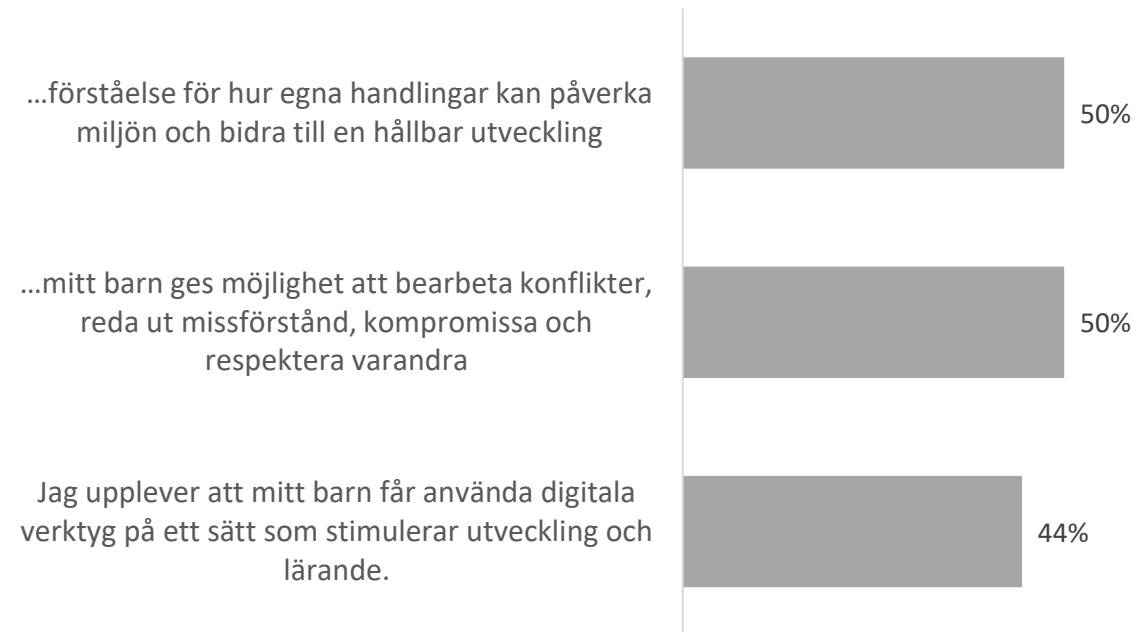 …förståelse för hur egna handlingar kan påverka
miljön och bidra till en hållbar utveckling
50%
…mitt barn ges möjlighet att bearbeta konflikter,
reda ut missförstånd, kompromissa och
respektera varandra
50%
Jag upplever att mitt barn får använda digitala
verktyg på ett sätt som stimulerar utveckling och
lärande.
44%